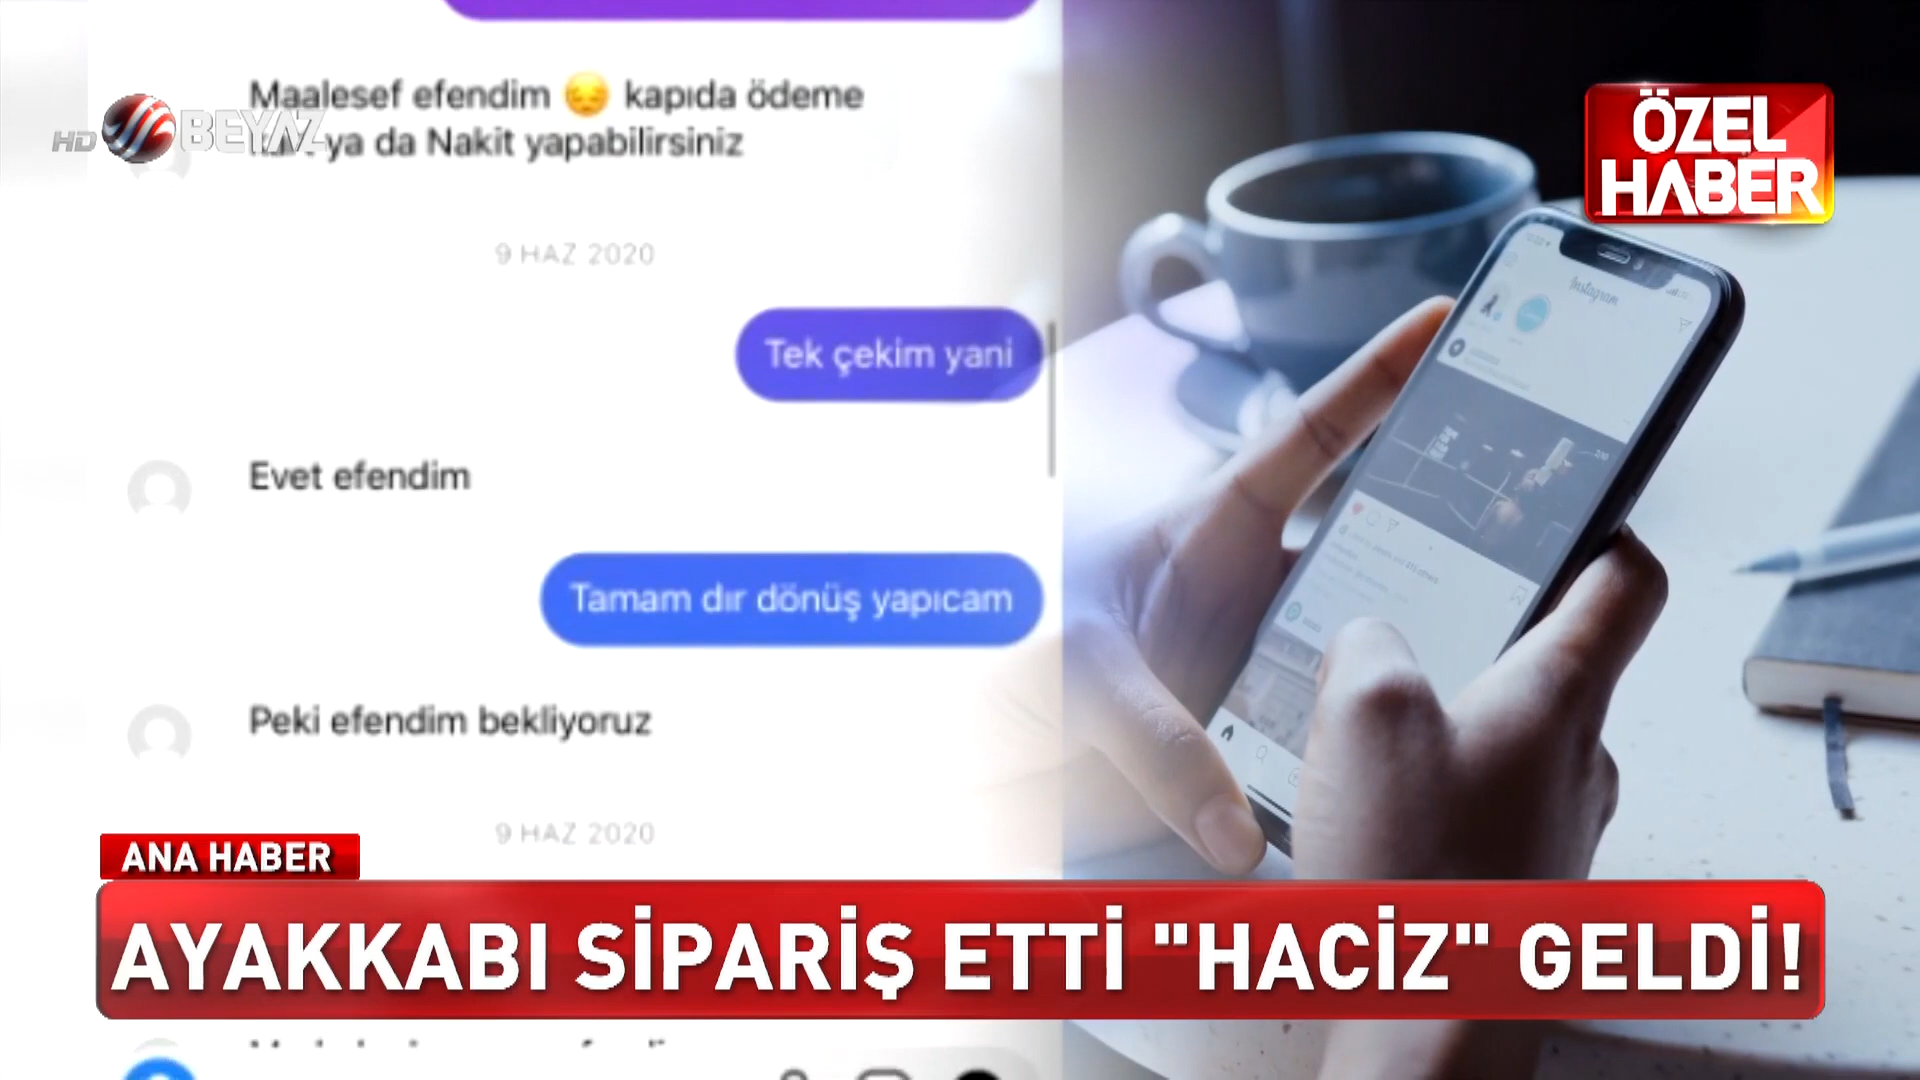 Maalesef efendim 😔 kapıda ödeme
ya da Nakit yapabilirsiniz
HD BEYAZ
ÖZEL
HABER
9 HAZ 2020
Instagram
Tek çekim yani
Evet efendim
Tamam dır dönüş yapıcam
Peki efendim bekliyoruz
9 HAZ 2020
ANA HABER
AYAKKABI SİPARİŞ ETTİ "HACİZ" GELDİ!